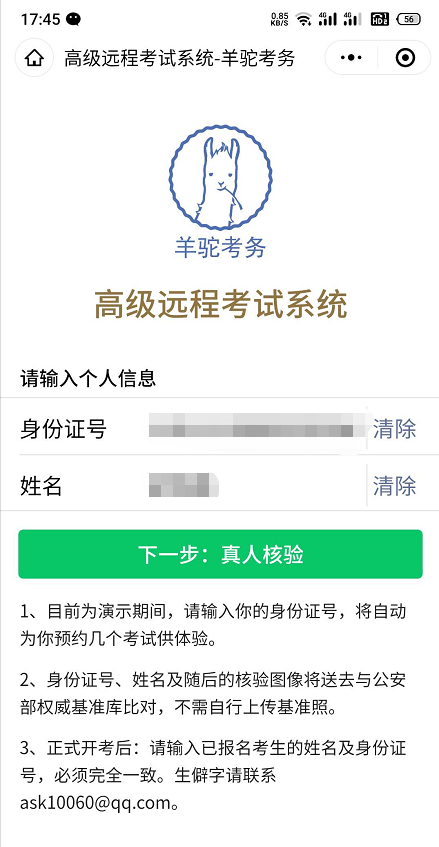 17:45
0.85
KB/S
4G
4G
56
高级远程考试系统-羊驼考务
羊驼考务
高级远程考试系统
请输入个人信息
身份证号
清除
姓名
清除
下一步：真人核验
1、目前为演示期间，请输入你的身份证号，将自动
为你预约几个考试供体验。
2、身份证号、姓名及随后的核验图像将送去与公安
部权威基准库比对，不需自行上传基准照。
3、正式开考后：请输入已报名考生的姓名及身份证
号，必须完全一致。生僻字请联系
ask10060@qq.com。